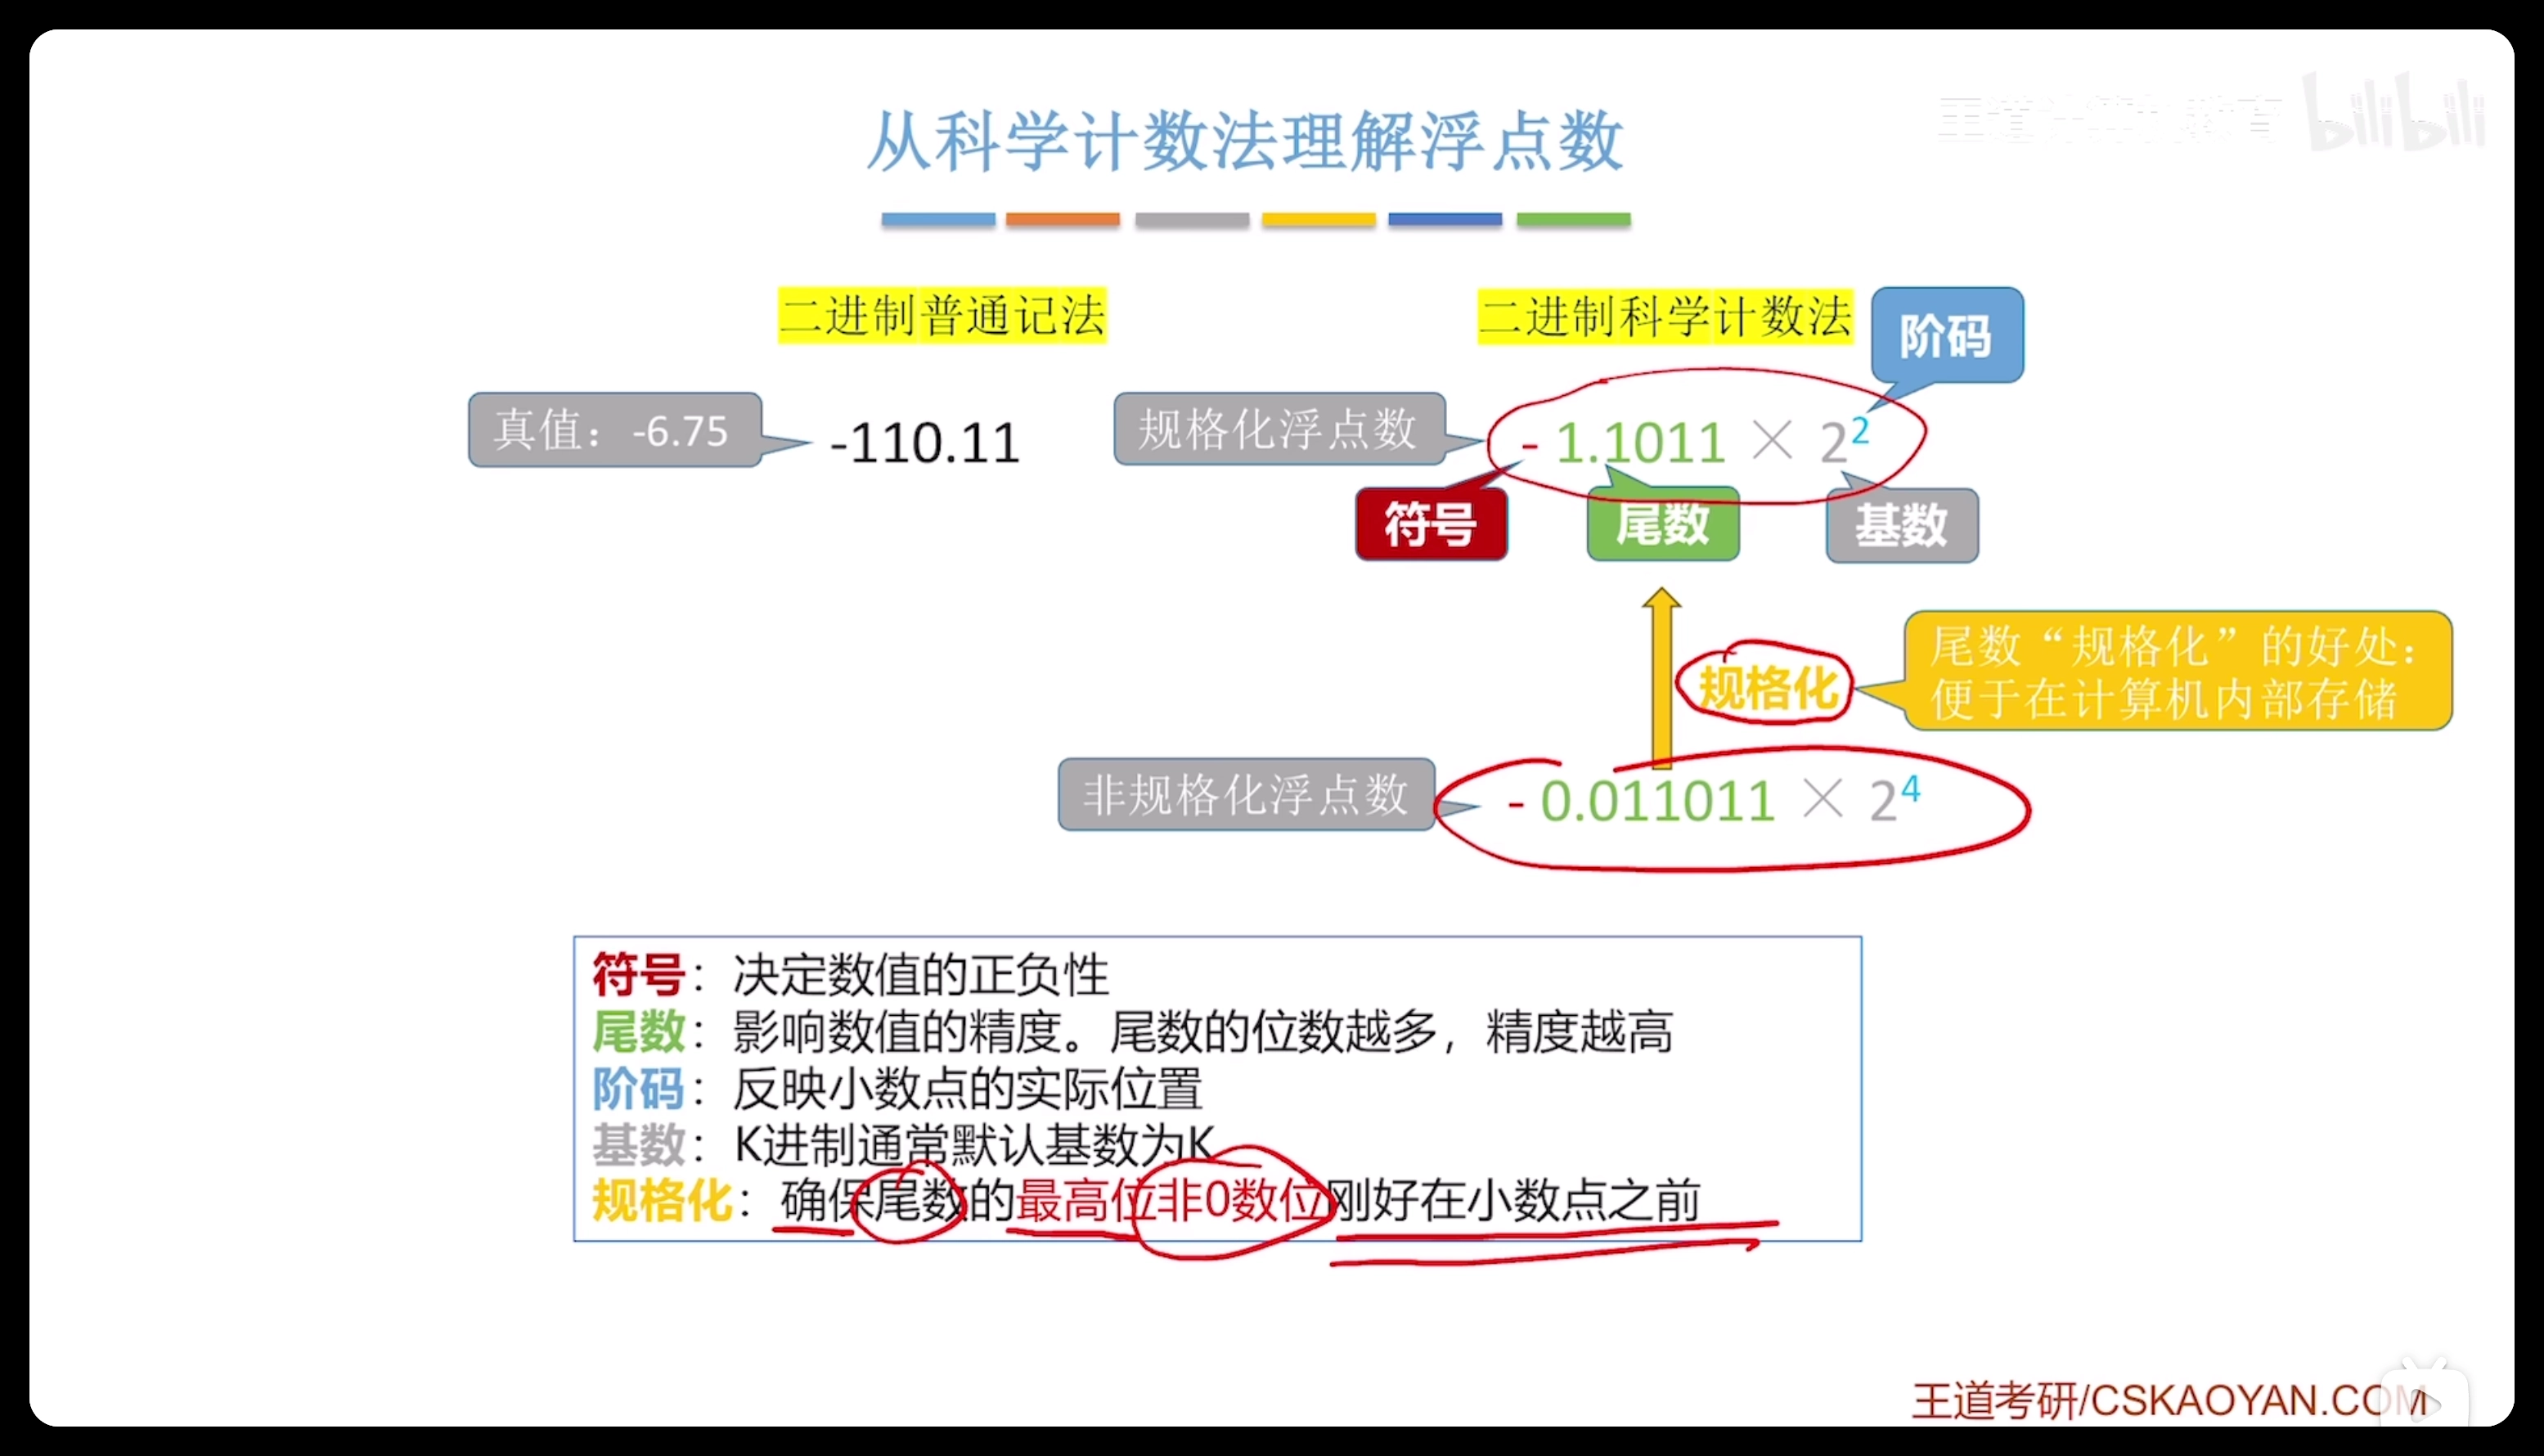 从科学计数法理解浮点数
王道计算机教育 bilibili
二进制普通记法
二进制科学计数法
阶码
真值：-6.75
-110.11
规格化浮点数
- 1.1011 × 2²
符号
尾数
基数
规格化
尾数“规格化”的好处：
便于在计算机内部存储
非规格化浮点数
- 0.011011 × 2⁴
符号：决定数值的正负性
尾数：影响数值的精度。尾数的位数越多，精度越高
阶码：反映小数点的实际位置
基数：K进制通常默认基数为K
规格化：确保尾数的最高位非0数位刚好在小数点之前
王道考研/CSKAOYAN.COM